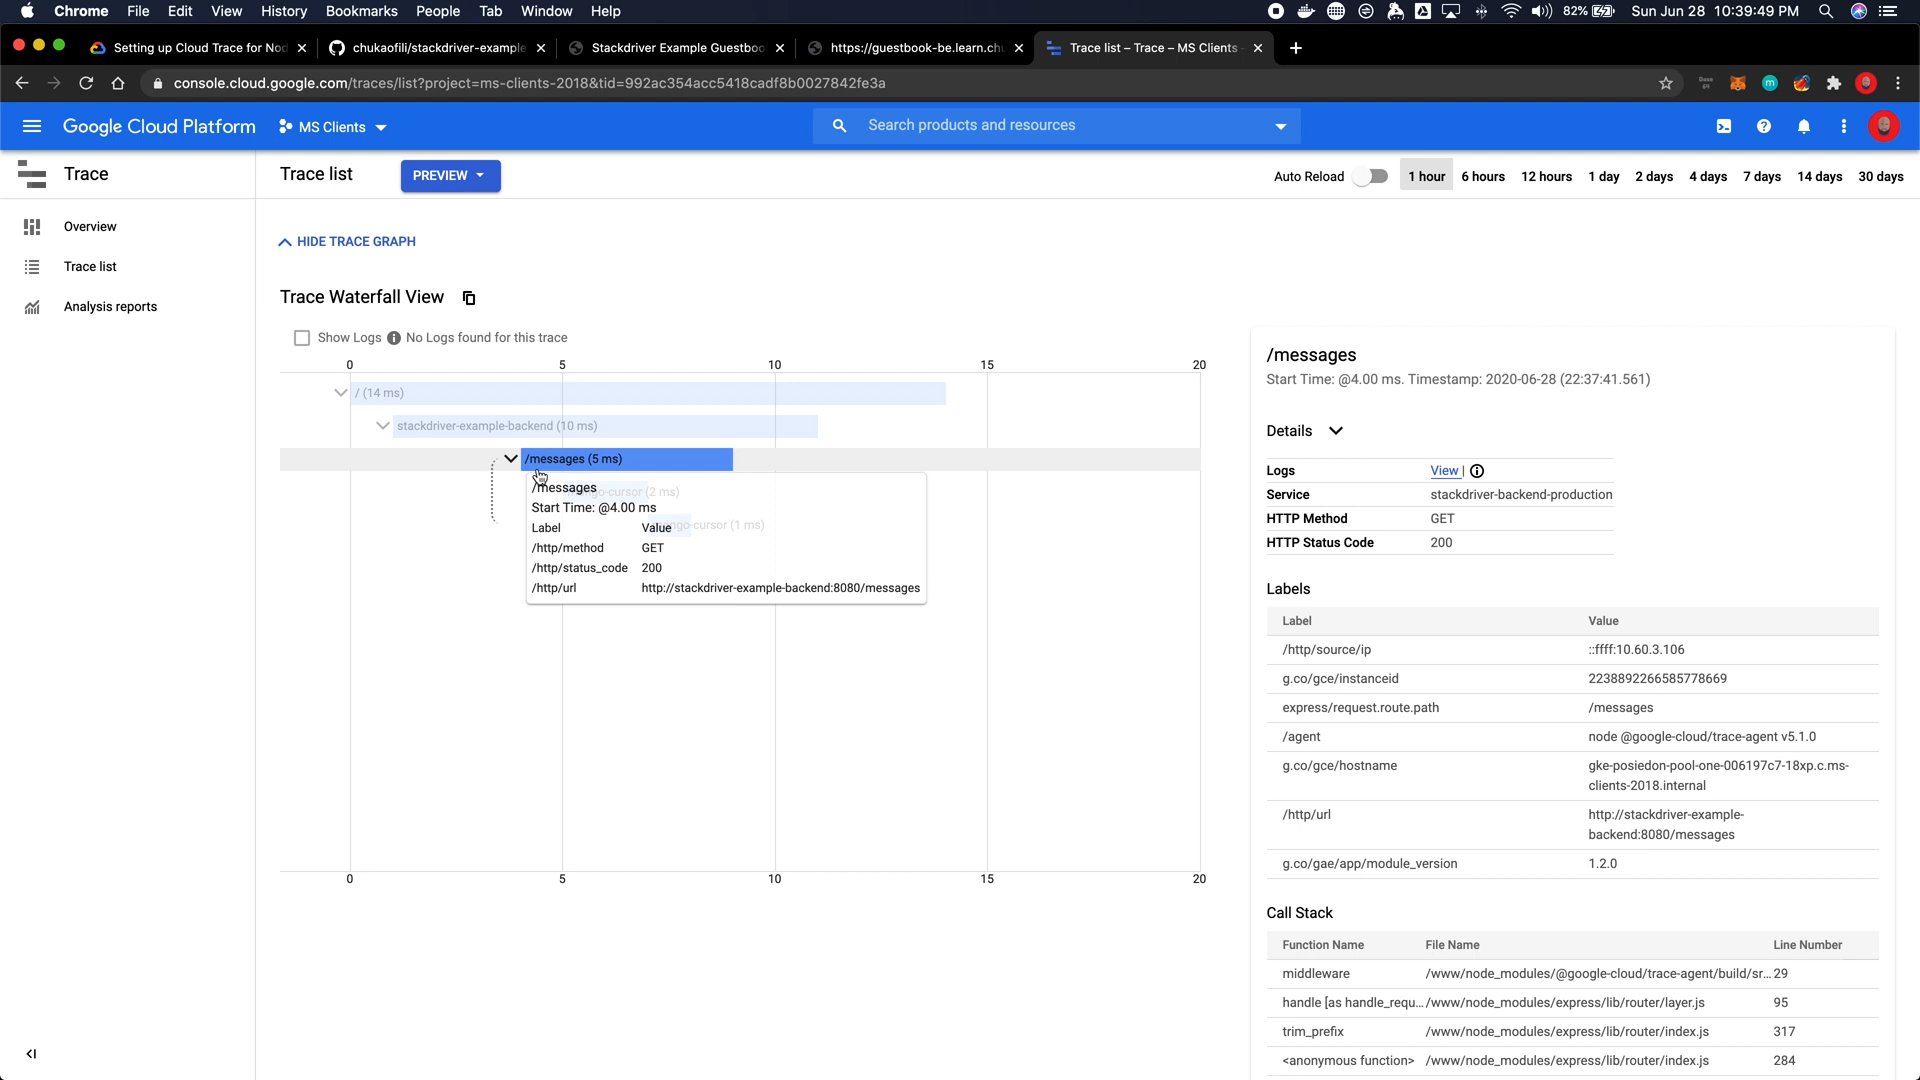 Chrome File Edit View History Bookmarks People Tab Window Help 82% Sun Jun 28 10:39:49 PM
Setting up Cloud Trace for Nod chukaofili/stackdriver-example Stackdriver Example Guestboo https://guestbook-be.learn.ch Trace list – Trace – MS Clients
console.cloud.google.com/traces/list?project=ms-clients-2018&tid=992ac354acc5418cadf8b0027842fe3a
Google Cloud Platform MS Clients Search products and resources
Trace Trace list PREVIEW Auto Reload 1 hour 6 hours 12 hours 1 day 2 days 4 days 7 days 14 days 30 days
Overview
Trace list
Analysis reports
HIDE TRACE GRAPH
Trace Waterfall View
Show Logs No Logs found for this trace
0 5 10 15 20
/ (14 ms)
stackdriver-example-backend (10 ms)
/messages (5 ms)
cursor (2 ms)
cursor (1 ms)
/messages
Start Time: @4.00 ms
Label Value
/http/method GET
/http/status_code 200
/http/url http://stackdriver-example-backend:8080/messages
0 5 10 15 20
/messages
Start Time: @4.00 ms. Timestamp: 2020-06-28 (22:37:41.561)
Details
Logs View |
Service stackdriver-backend-production
HTTP Method GET
HTTP Status Code 200
Labels
Label Value
/http/source/ip ::ffff:10.60.3.106
g.co/gce/instanceid 2238892266585778669
express/request.route.path /messages
/agent node @google-cloud/trace-agent v5.1.0
g.co/gce/hostname gke-posiedon-pool-one-006197c7-18xp.c.ms-
clients-2018.internal
/http/url http://stackdriver-example-
backend:8080/messages
g.co/gae/app/module_version 1.2.0
Call Stack
Function Name File Name Line Number
middleware /www/node_modules/@google-cloud/trace-agent/build/sr... 29
handle [as handle_requ... /www/node_modules/express/lib/router/layer.js 95
trim_prefix /www/node_modules/express/lib/router/index.js 317
<anonymous function> /www/node_modules/express/lib/router/index.js 284